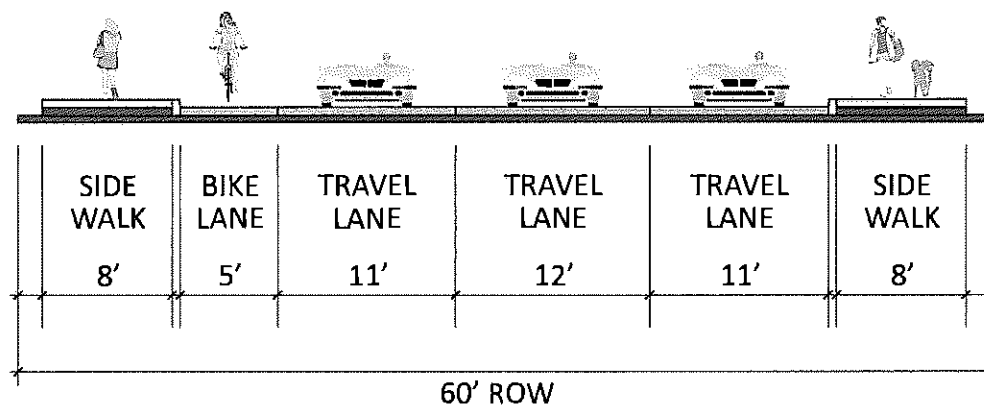 SIDE WALK
8'
BIKE LANE
5'
TRAVEL LANE
11'
TRAVEL LANE
12'
TRAVEL LANE
11'
SIDE WALK
8'
60' ROW